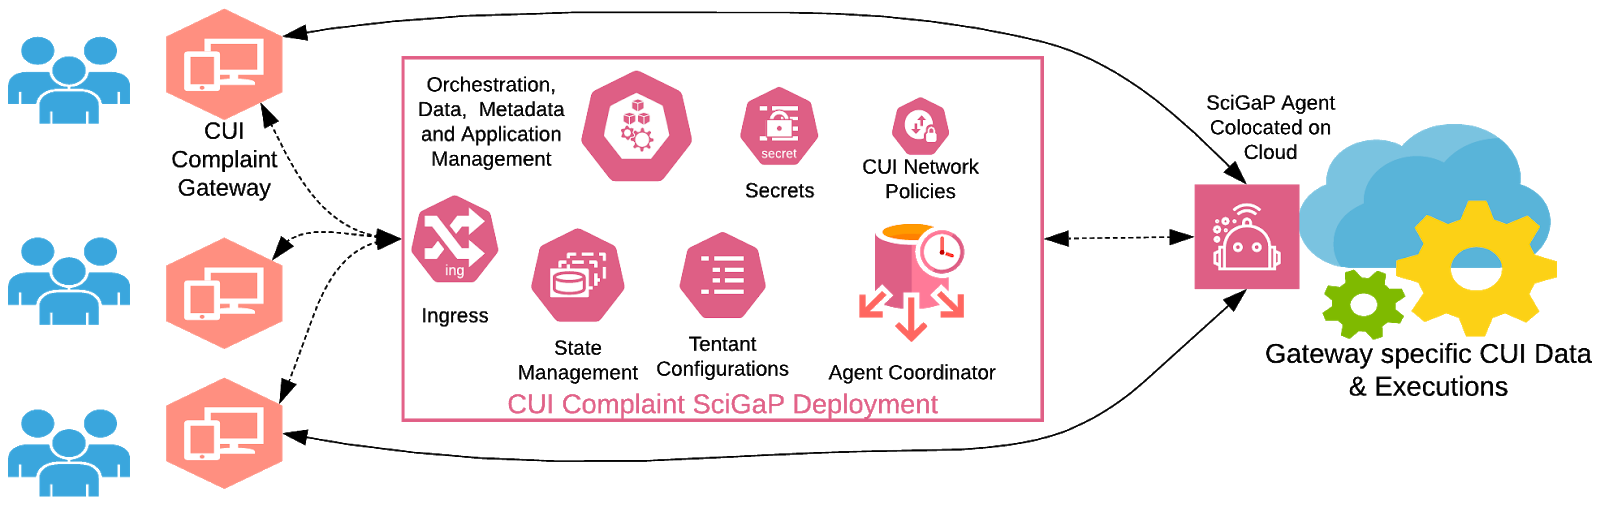 CUI
Complaint
Gateway
Orchestration,
Data, Metadata
and Application
Management
secret
Secrets
CUI Network
Policies
ing
Ingress
State
Management
Tentant
Configurations
Agent Coordinator
CUI Complaint SciGaP Deployment
SciGaP Agent
Colocated on
Cloud
Gateway specific CUI Data
& Executions